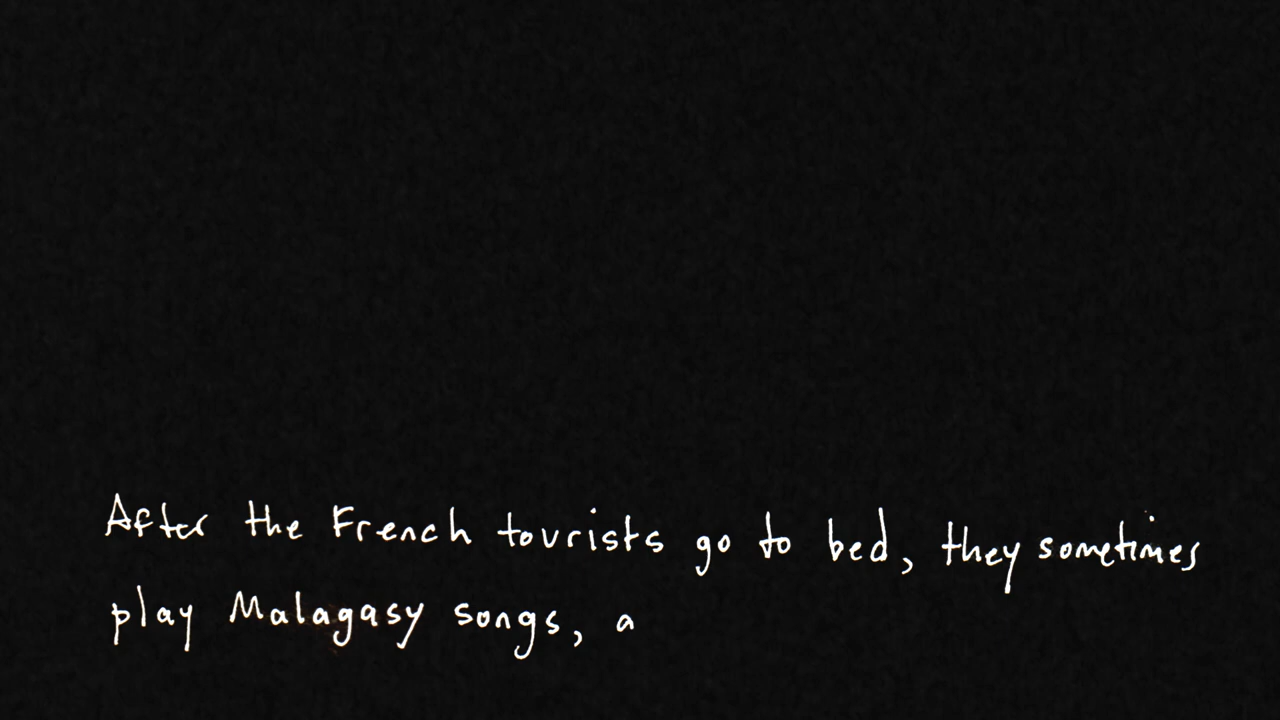 After the French tourists go to bed, they sometimes
play Malagasy songs, a